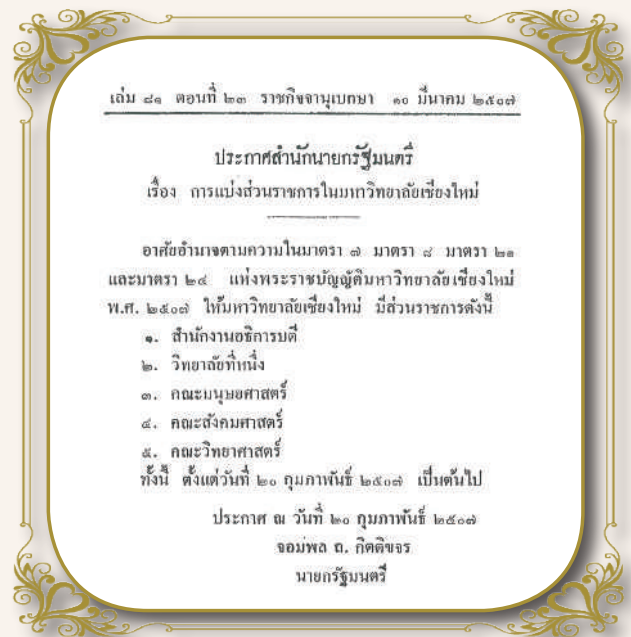 เล่ม ๘๑ ตอนที่ ๒๓ ราชกิจจานุเบกษา ๑๐ มีนาคม ๒๕๐๗
ประกาศสำนักนายกรัฐมนตรี
เรื่อง การแบ่งส่วนราชการในมหาวิทยาลัยเชียงใหม่
อาศัยอำนาจตามความในมาตรา ๗ มาตรา ๘ มาตรา ๒๑
และมาตรา ๒๔ แห่งพระราชบัญญัติมหาวิทยาลัยเชียงใหม่
พ.ศ. ๒๕๐๗ ให้มหาวิทยาลัยเชียงใหม่ มีส่วนราชการดังนี้
๑. สำนักงานอธิการบดี
๒. วิทยาลัยที่หนึ่ง
๓. คณะมนุษยศาสตร์
๔. คณะสังคมศาสตร์
๕. คณะวิทยาศาสตร์
ทั้งนี้ ตั้งแต่วันที่ ๒๐ กุมภาพันธ์ ๒๕๐๗ เป็นต้นไป
ประกาศ ณ วันที่ ๒๐ กุมภาพันธ์ ๒๕๐๗
จอมพล ถ. กิตติขจร
นายกรัฐมนตรี